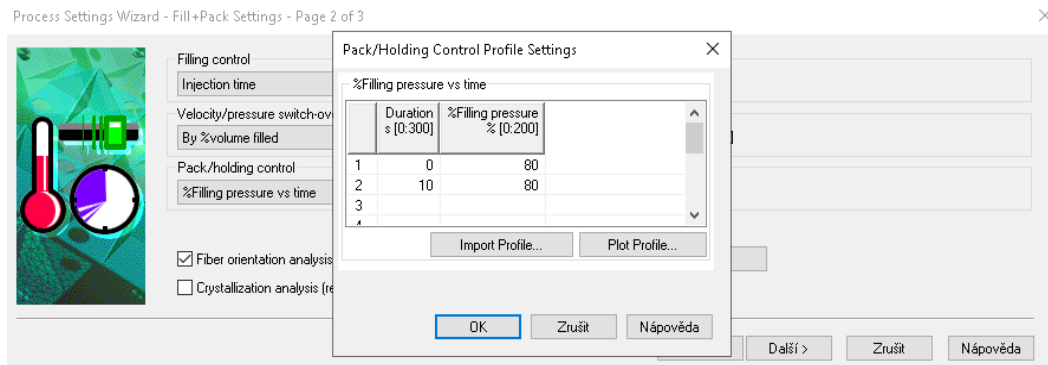 Process Settings Wizard - Fill+Pack Settings - Page 2 of 3
Filling control
Injection time
Velocity/pressure switch-ov
By %volume filled
Pack/holding control
%Filling pressure vs time
Fiber orientation analysis
Crystallization analysis (re
Pack/Holding Control Profile Settings
%Filling pressure vs time
Duration %Filling pressure
s [0:300] % [0:200]
1 0 80
2 10 80
3
Import Profile... Plot Profile...
OK Zrušit Nápověda
Další > Zrušit Nápověda